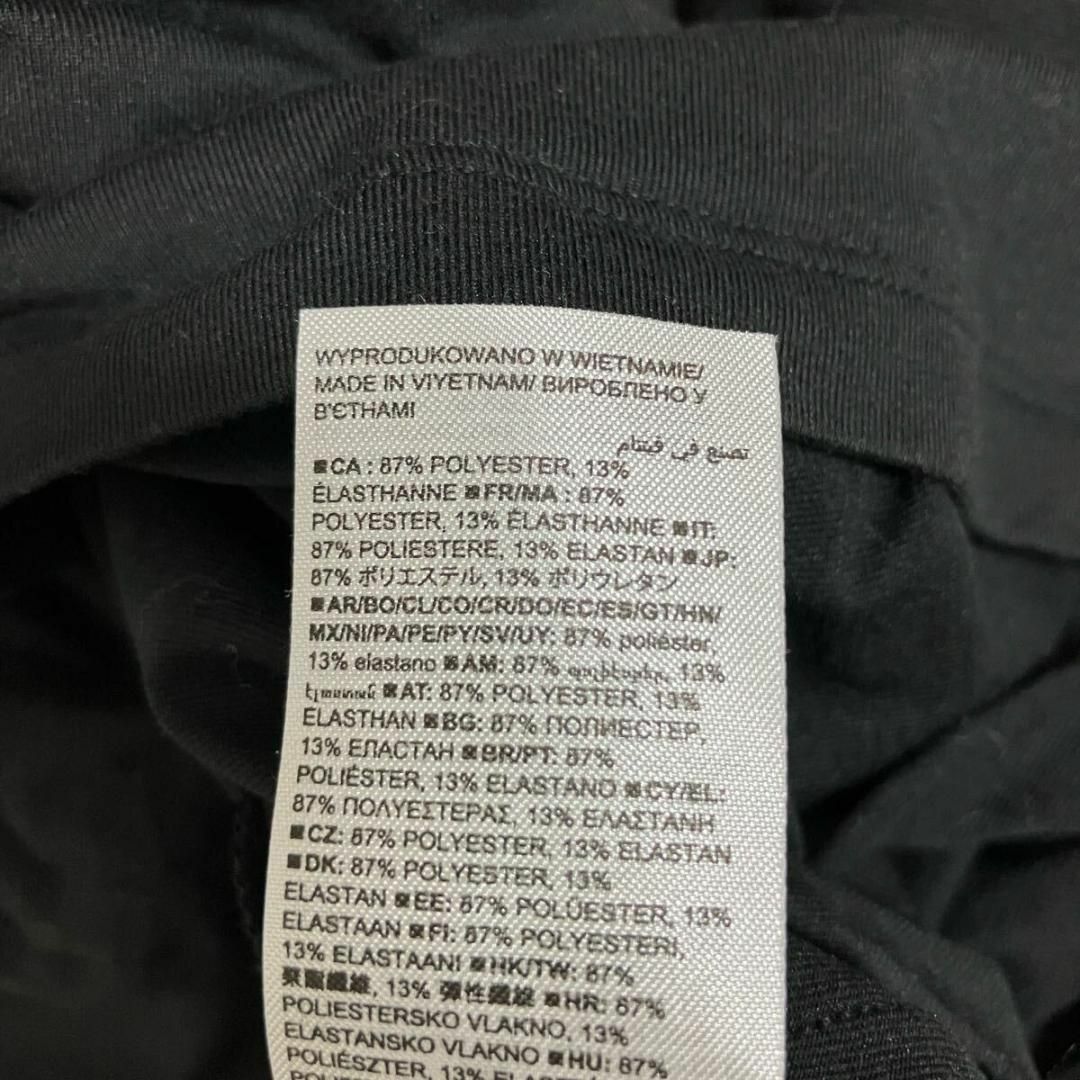 WYPRODUKOWANO W WIETNAMIE/
MADE IN VIYETNAM/ ВИРОБЛЕНО У
В'ЄТНАМІ
تصنع في فيتنام
■CA : 87% POLYESTER, 13%
ÉLASTHANNE ■FR/MA : 87%
POLYESTER, 13% ÉLASTHANNE ■IT:
87% POLIESTERE, 13% ELASTAN ■JP:
87% ポリエステル, 13% ポリウレタン
■AR/BO/CL/CO/CR/DO/EC/ES/GT/HN/
MX/NI/PA/PE/PY/SV/UY: 87% poliéster,
13% elastano ■AM: 87% պոլիէսթեր, 13%
էլաստան ■AT: 87% POLYESTER, 13%
ELASTHAN ■BG: 87% ПОЛИЕСТЕР,
13% ЕЛАСТАН ■BR/PT: 87%
POLIÉSTER, 13% ELASTANO ■CY/EL:
87% ΠΟΛΥΕΣΤΕΡΑΣ, 13% ΕΛΑΣΤΑΝΗ
■CZ: 87% POLYESTER, 13% ELASTAN
■DK: 87% POLYESTER, 13%
ELASTAN ■EE: 87% POLÜESTER, 13%
ELASTAAN ■FI: 87% POLYESTERI,
13% ELASTAANI ■HK/TW: 87%
聚酯纖維, 13% 彈性纖維 ■HR: 87%
POLIESTERSKO VLAKNO, 13%
ELASTANSKO VLAKNO ■HU: 87%
POLIÉSZTER, 13%